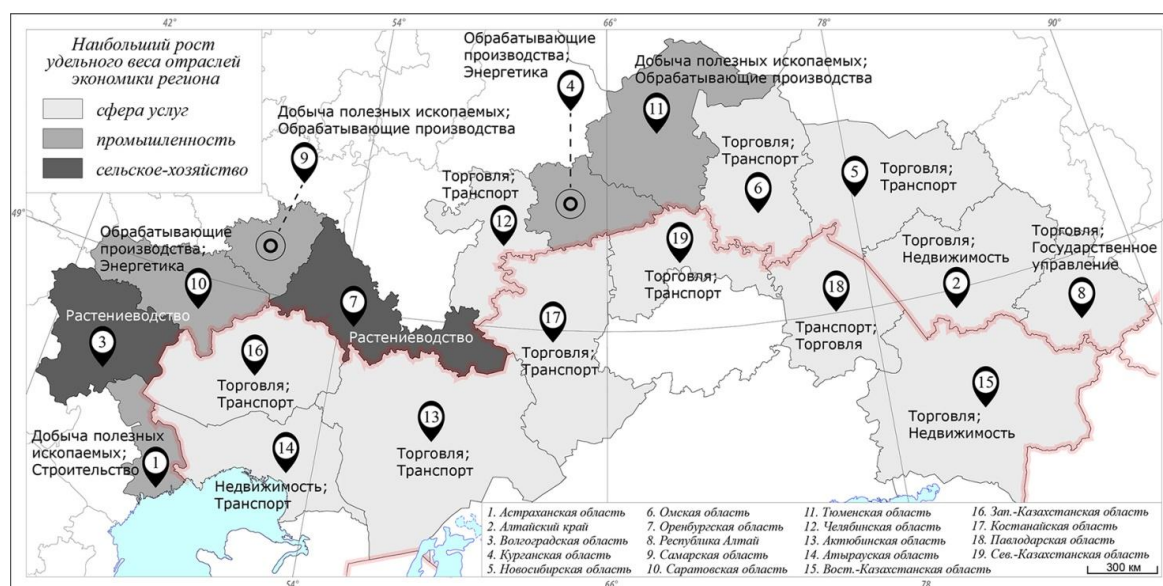 42°
54°
66°
78°
90°
Наибольший рост
удельного веса отраслей
экономики региона
сфера услуг
промышленность
сельское-хозяйство
49°
Обрабатывающие
производства;
Энергетика
4
Добыча полезных ископаемых;
Обрабатывающие производства
11
Добыча полезных ископаемых;
Обрабатывающие производства
9
Торговля;
Транспорт
12
Торговля;
Транспорт
6
5
Торговля;
Транспорт
Обрабатывающие
производства;
Энергетика
10
19
Торговля;
Транспорт
Торговля;
Недвижимость
2
Торговля;
Государственное
управление
8
Растениеводство
3
7
Растениеводство
17
Торговля;
Транспорт
18
Транспорт;
Торговля
16
Торговля;
Транспорт
15
Торговля;
Недвижимость
13
Торговля;
Транспорт
Добыча полезных
ископаемых;
Строительство
1
14
Недвижимость;
Транспорт
1. Астраханская область
2. Алтайский край
3. Волгоградская область
4. Курганская область
5. Новосибирская область
6. Омская область
7. Оренбургская область
8. Республика Алтай
9. Самарская область
10. Саратовская область
11. Тюменская область
12. Челябинская область
13. Актюбинская область
14. Атырауская область
15. Вост.-Казахстанская область
16. Зап.-Казахстанская область
17. Костанайская область
18. Павлодарская область
19. Сев.-Казахстанская область
300 км
54°
66°
78